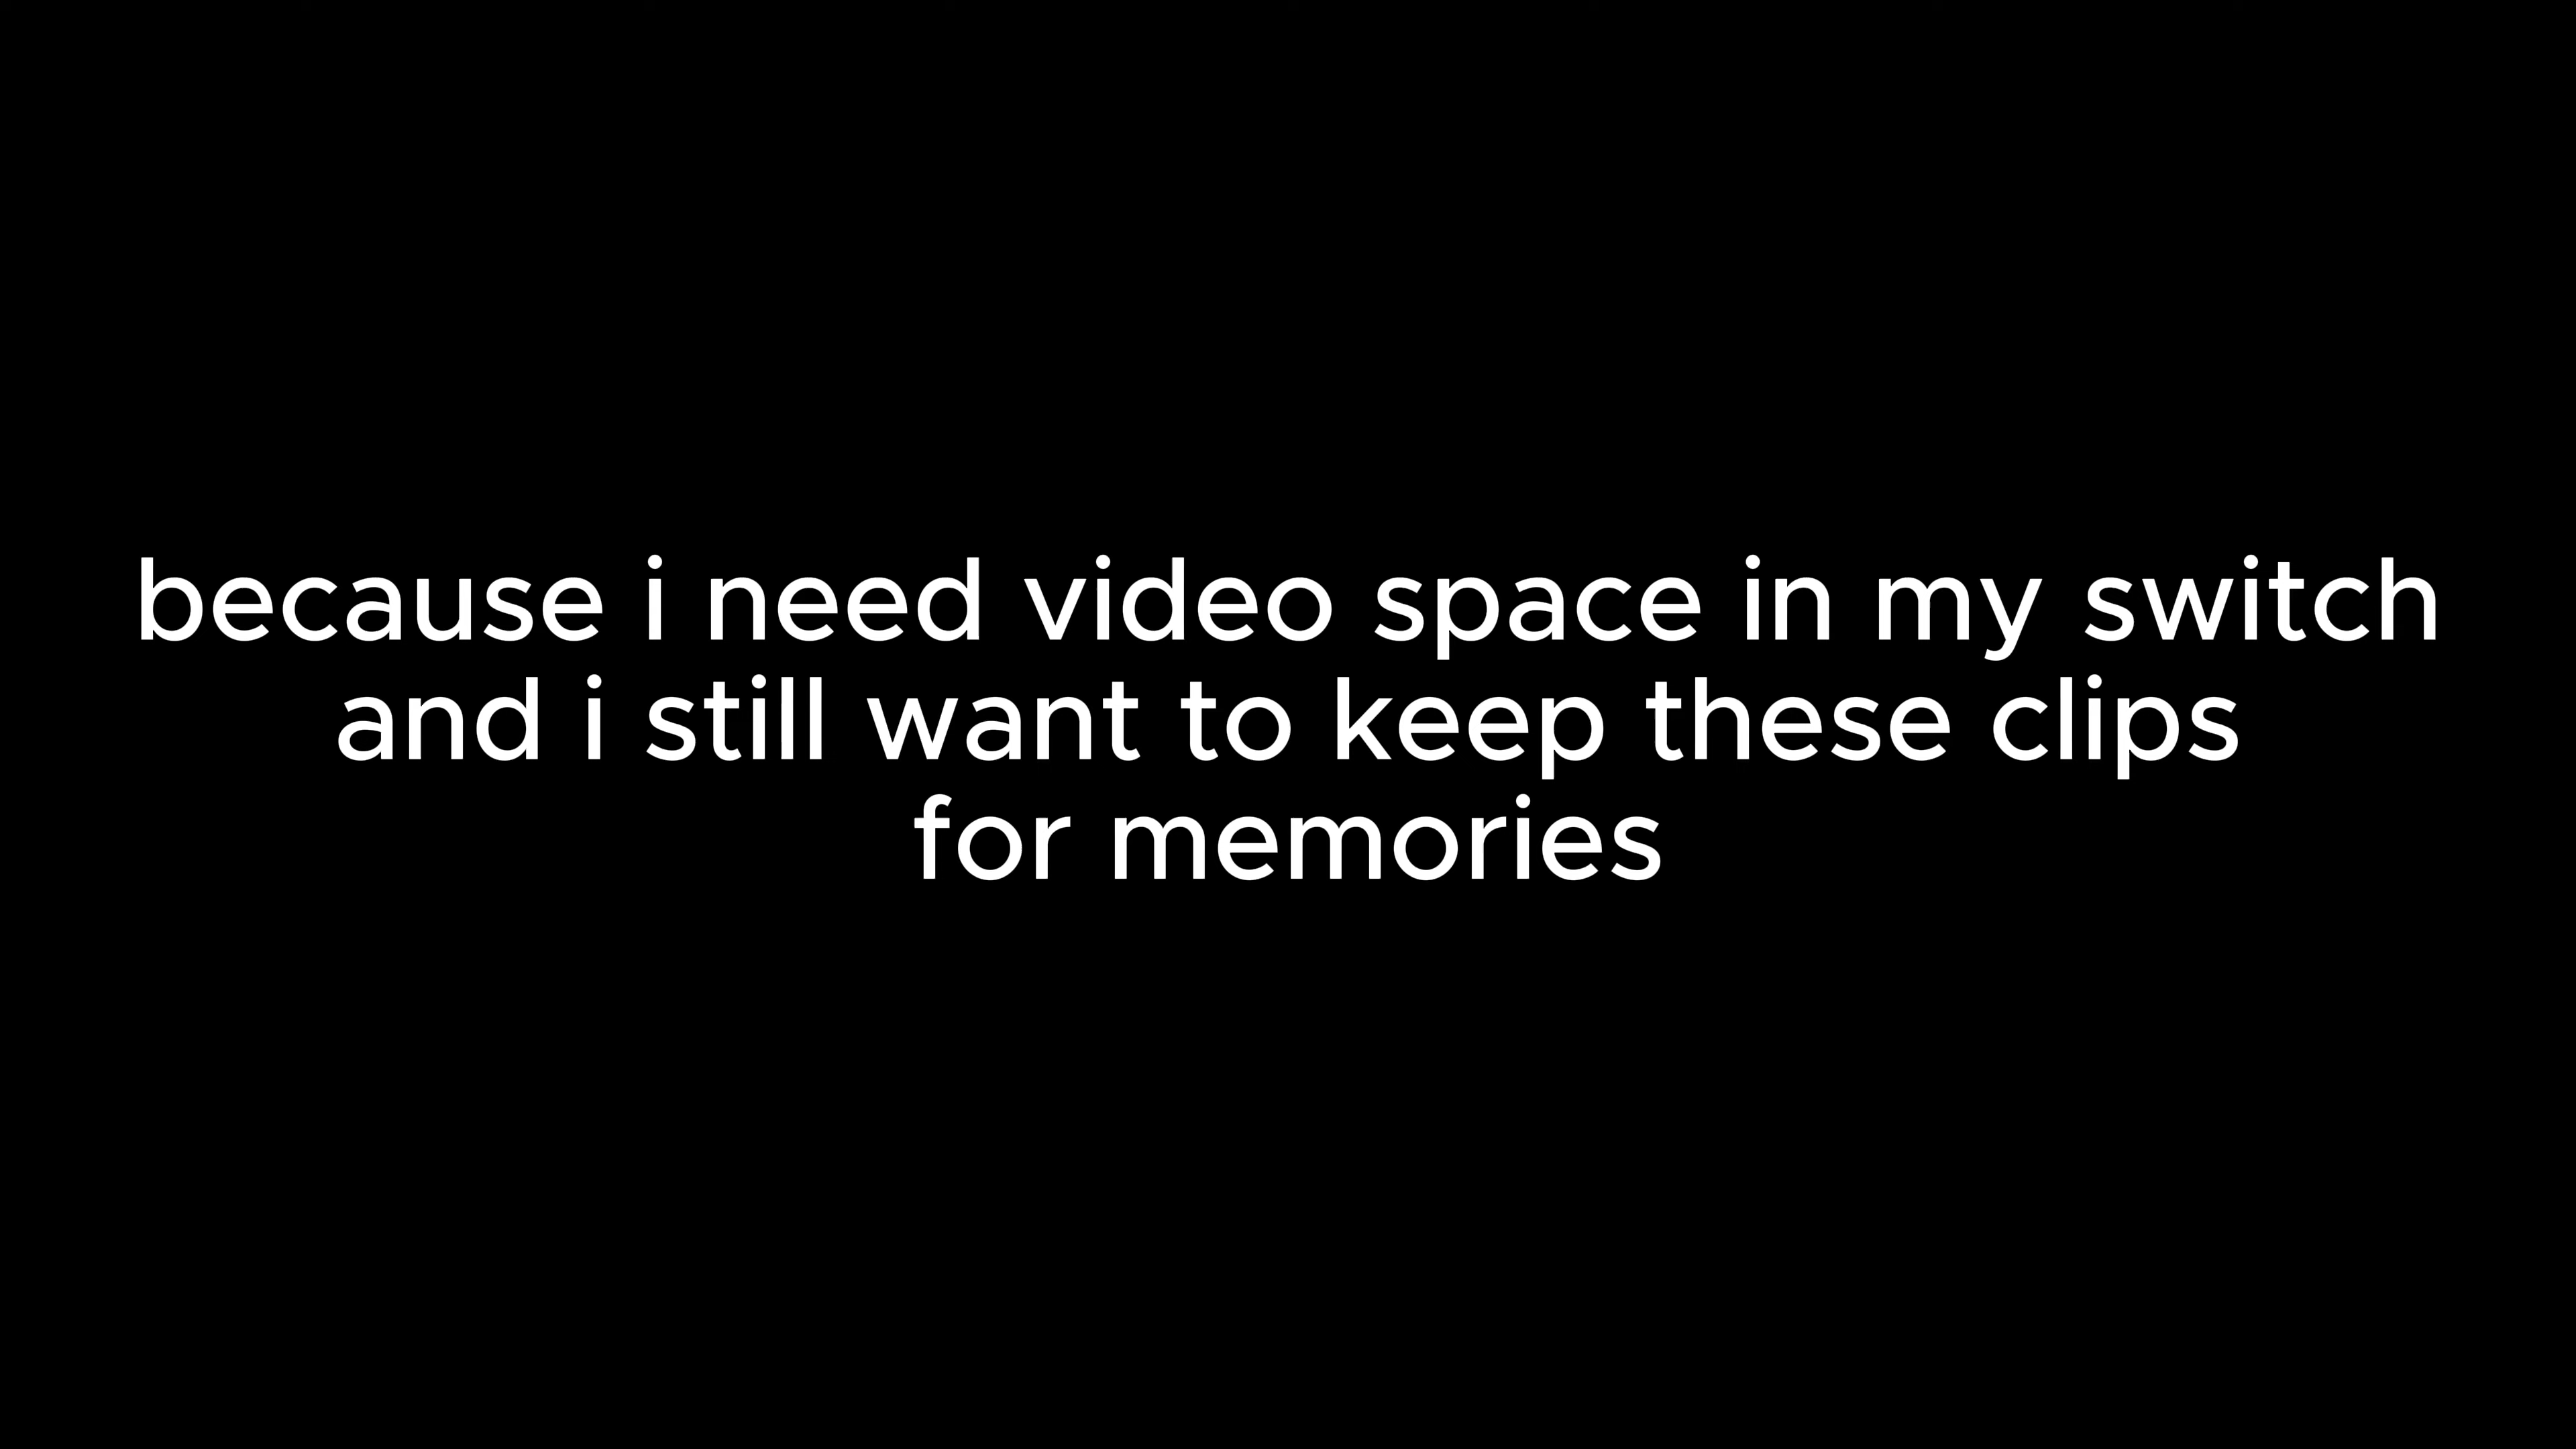 because i need video space in my switch
and i still want to keep these clips
for memories